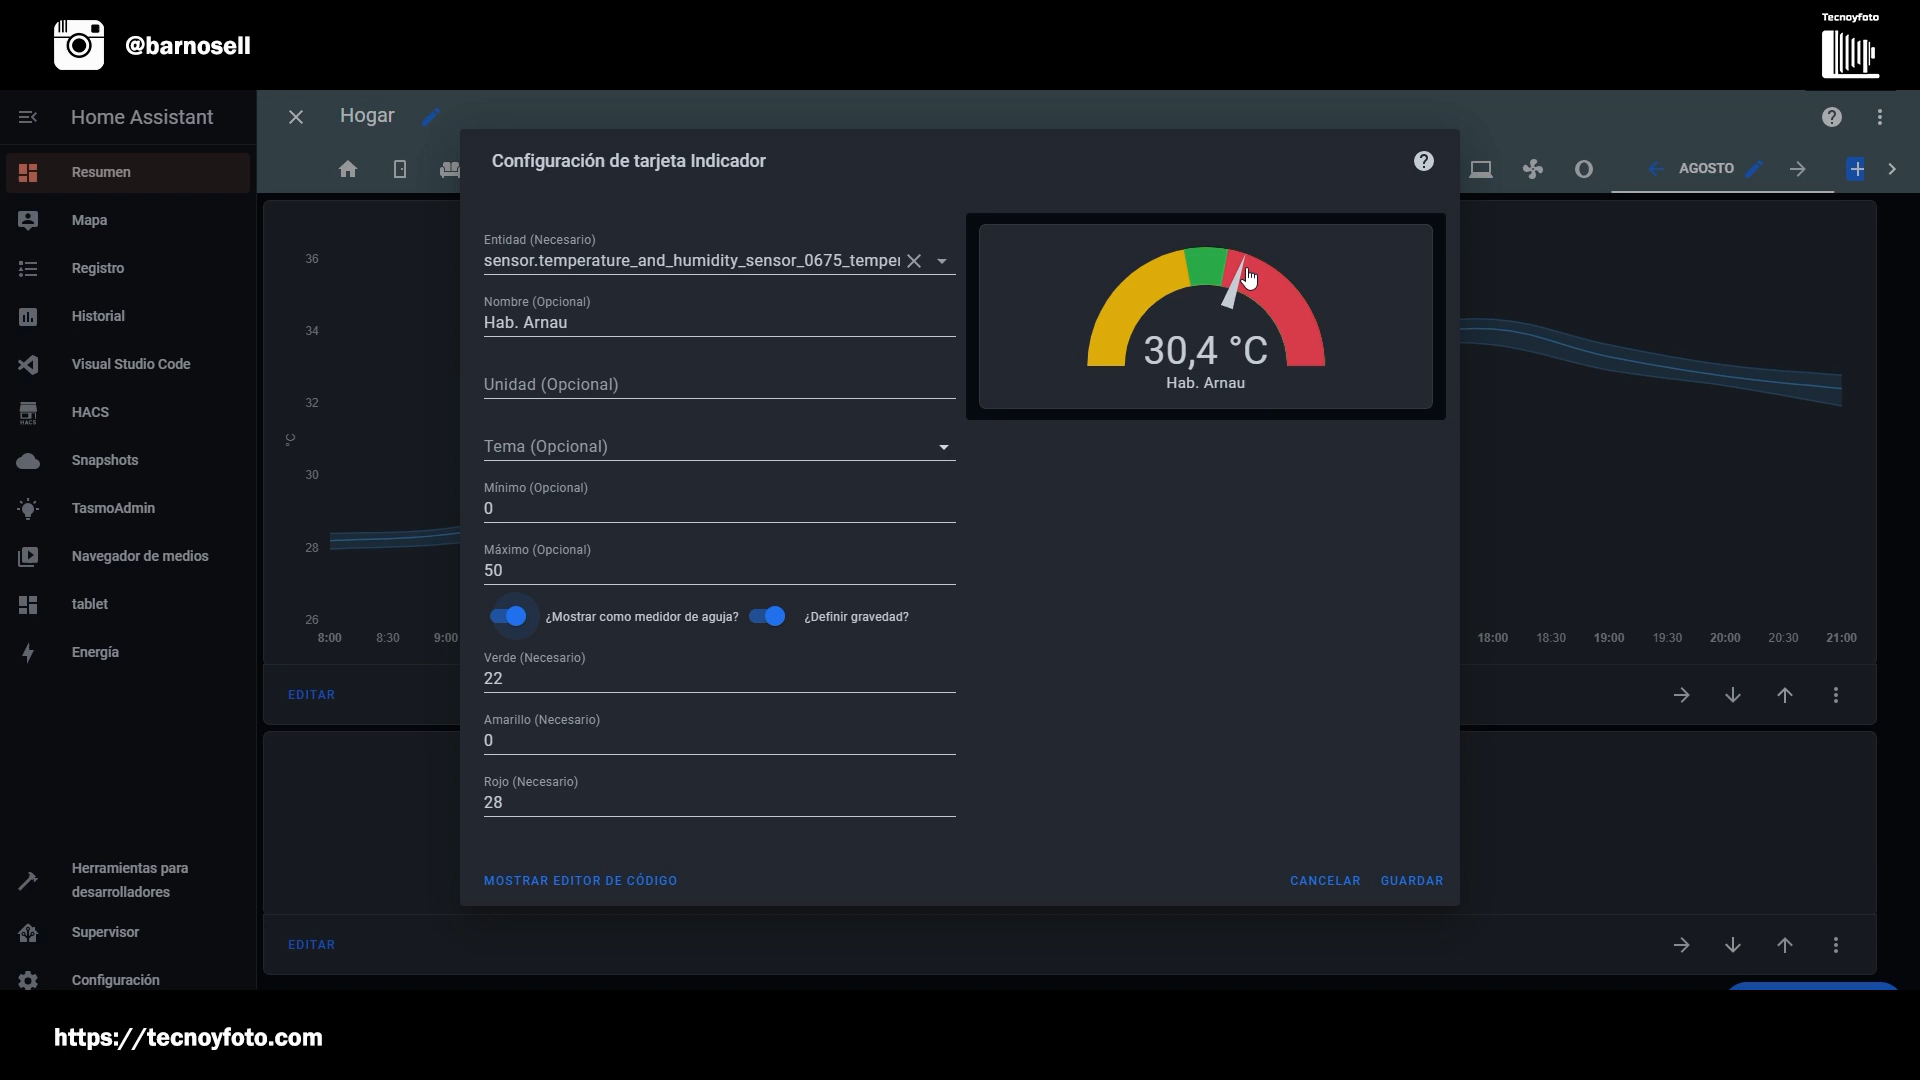 @barnosell
Tecnoyfoto
Home Assistant
Resumen
Mapa
Registro
Historial
Visual Studio Code
HACS
HACS
Snapshots
TasmoAdmin
Navegador de medios
tablet
Energía
Herramientas para
desarrolladores
Supervisor
Configuración
Hogar
AGOSTO
36
34
32
°C
30
28
26
8:00 8:30 9:00
18:00 18:30 19:00 19:30 20:00 20:30 21:00
EDITAR
EDITAR
Configuración de tarjeta Indicador
Entidad (Necesario)
sensor.temperature_and_humidity_sensor_0675_temper
Nombre (Opcional)
Hab. Arnau
Unidad (Opcional)
Tema (Opcional)
Mínimo (Opcional)
0
Máximo (Opcional)
50
¿Mostrar como medidor de aguja? ¿Definir gravedad?
Verde (Necesario)
22
Amarillo (Necesario)
0
Rojo (Necesario)
28
30,4 °C
Hab. Arnau
MOSTRAR EDITOR DE CÓDIGO
CANCELAR GUARDAR
https://tecnoyfoto.com